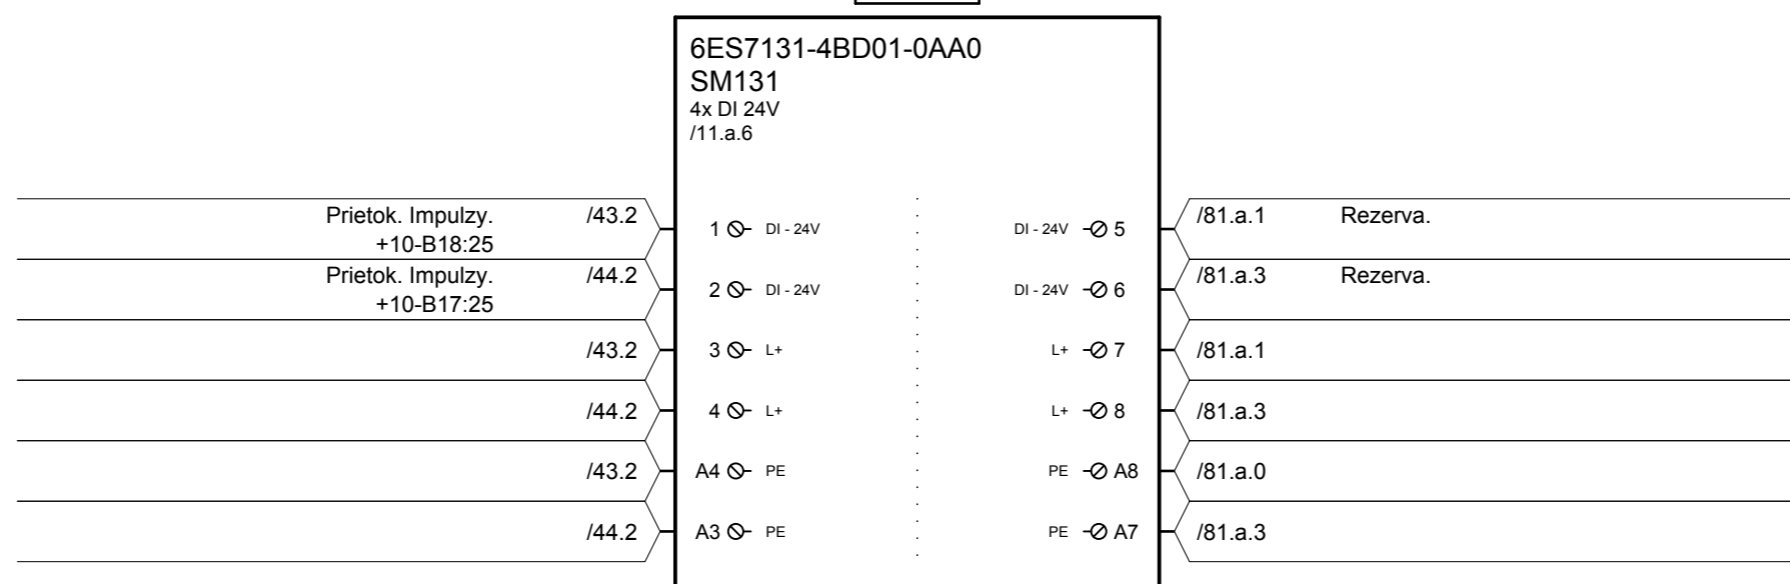 6ES7131-4BD01-0AA0
SM131
4x DI 24V
/11.a.6
Prietok. Impulzy. /43.2 1 DI - 24V DI - 24V 5 /81.a.1 Rezerva.
+10-B18:25
Prietok. Impulzy. /44.2 2 DI - 24V DI - 24V 6 /81.a.3 Rezerva.
+10-B17:25
/43.2 3 L+ L+ 7 /81.a.1
/44.2 4 L+ L+ 8 /81.a.3
/43.2 A4 PE PE A8 /81.a.0
/44.2 A3 PE PE A7 /81.a.3